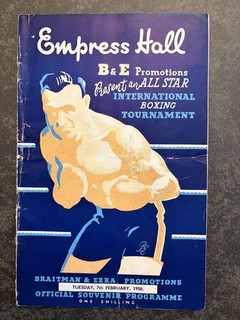 Empress Hall
B & E Promotions
Present an ALL STAR
INTERNATIONAL
BOXING
TOURNAMENT
BRAITMAN & EZRA PROMOTIONS
TUESDAY, 7th FEBRUARY, 1950.
OFFICIAL SOUVENIR PROGRAMME
ONE SHILLING